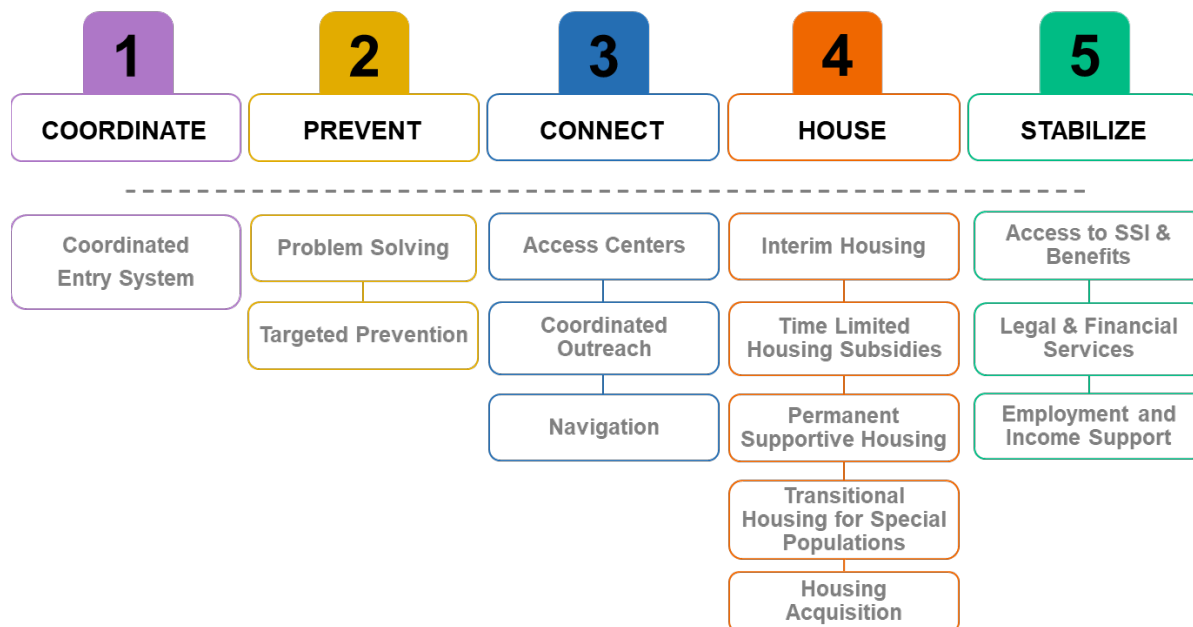 1
2
3
4
5
COORDINATE
PREVENT
CONNECT
HOUSE
STABILIZE
Coordinated
Entry System
Problem Solving
Targeted Prevention
Access Centers
Coordinated
Outreach
Navigation
Interim Housing
Time Limited
Housing Subsidies
Permanent
Supportive Housing
Transitional
Housing for Special
Populations
Housing
Acquisition
Access to SSI &
Benefits
Legal & Financial
Services
Employment and
Income Support